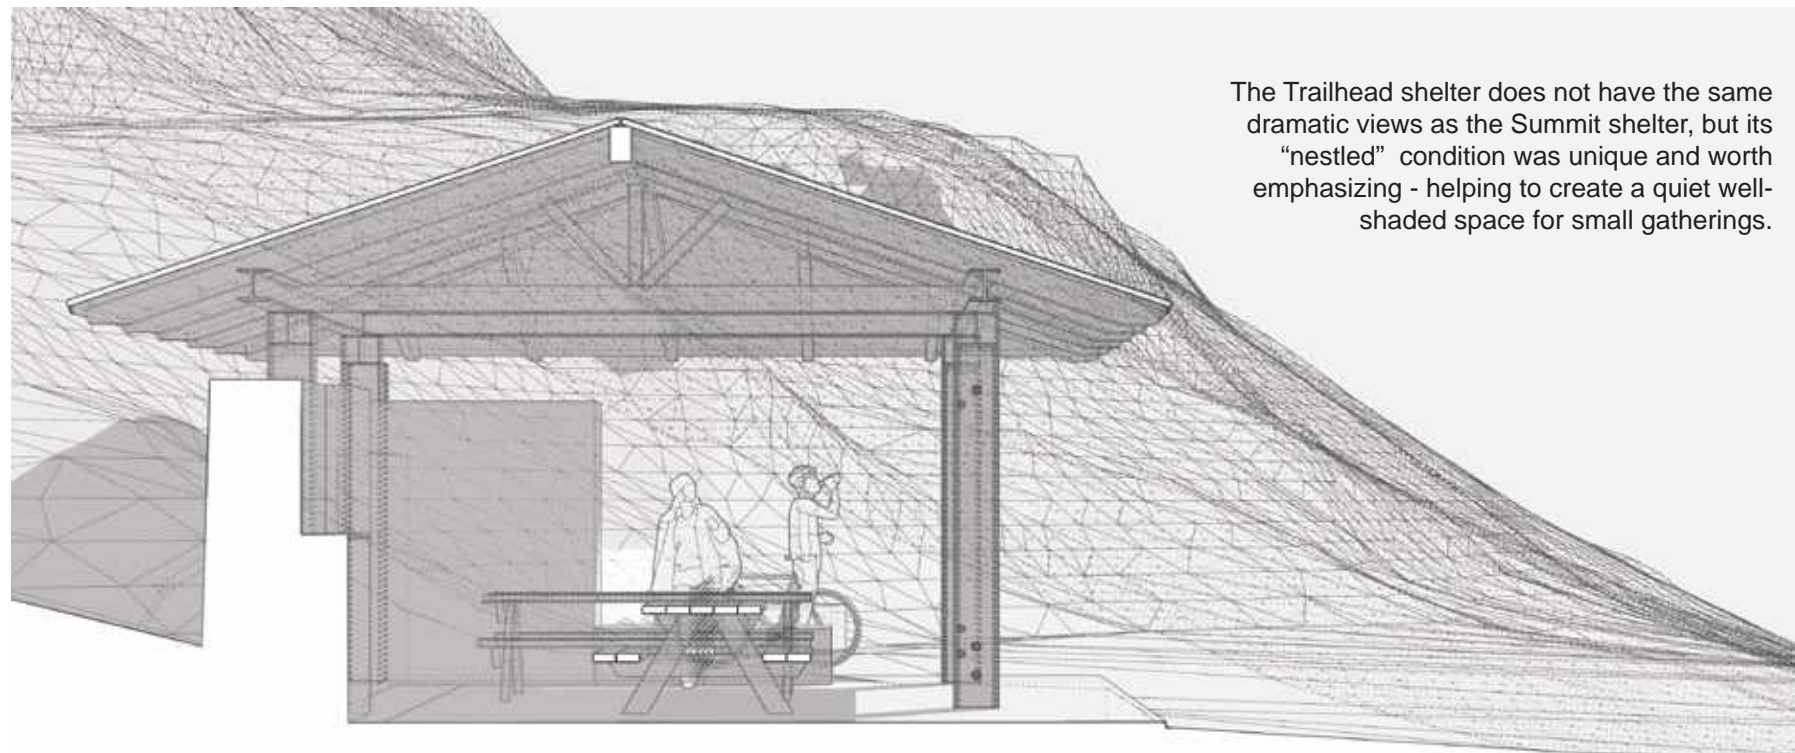 The Trailhead shelter does not have the same
dramatic views as the Summit shelter, but its
“nestled”  condition was unique and worth
emphasizing - helping to create a quiet well-
shaded space for small gatherings.